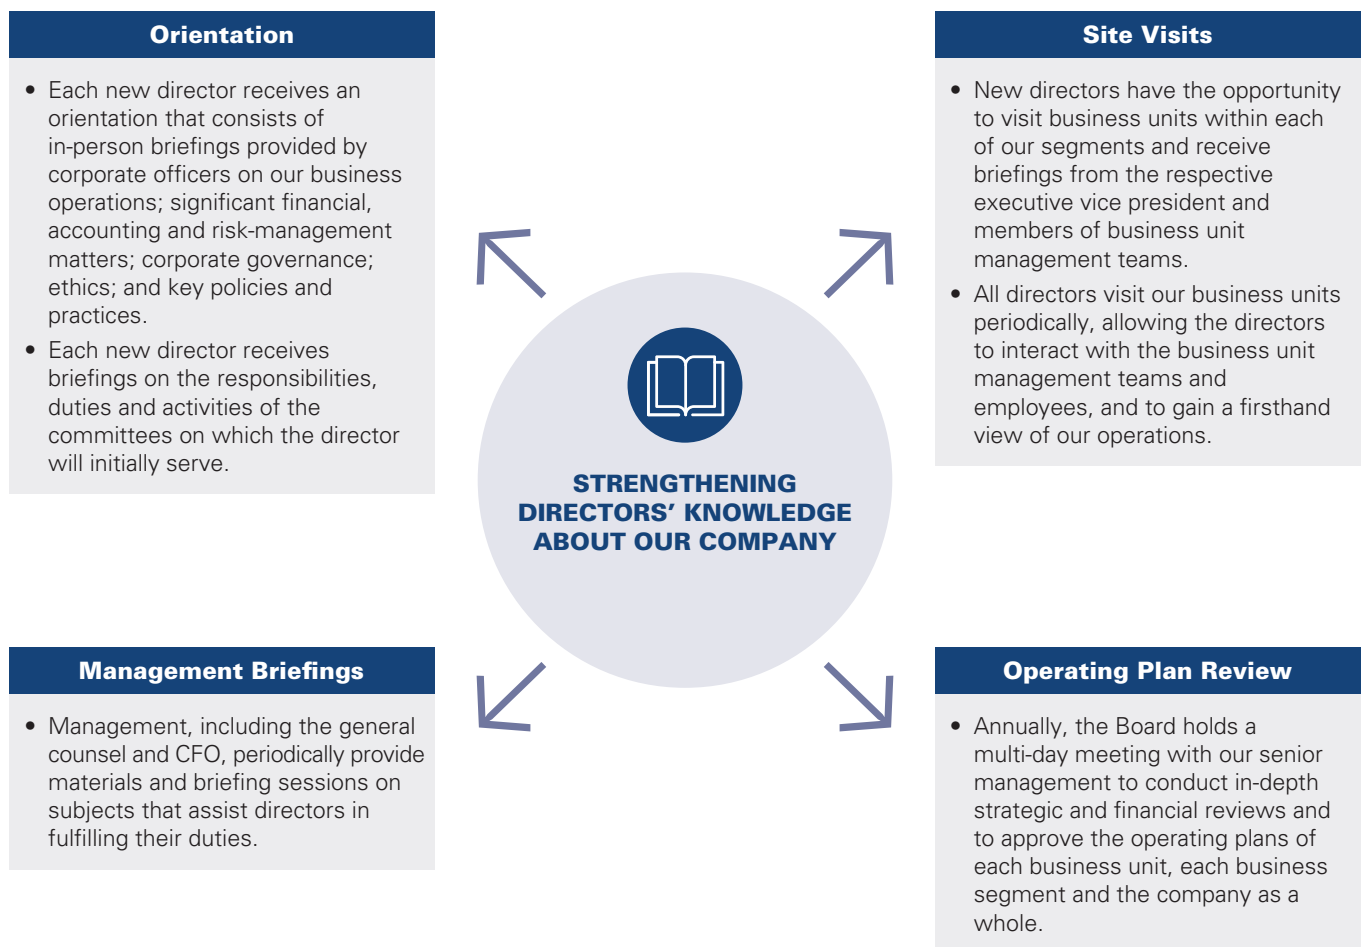 Orientation
• Each new director receives an
orientation that consists of
in-person briefings provided by
corporate officers on our business
operations; significant financial,
accounting and risk-management
matters; corporate governance;
ethics; and key policies and
practices.
• Each new director receives
briefings on the responsibilities,
duties and activities of the
committees on which the director
will initially serve.
Site Visits
• New directors have the opportunity
to visit business units within each
of our segments and receive
briefings from the respective
executive vice president and
members of business unit
management teams.
• All directors visit our business units
periodically, allowing the directors
to interact with the business unit
management teams and
employees, and to gain a firsthand
view of our operations.
STRENGTHENING
DIRECTORS’ KNOWLEDGE
ABOUT OUR COMPANY
Management Briefings
• Management, including the general
counsel and CFO, periodically provide
materials and briefing sessions on
subjects that assist directors in
fulfilling their duties.
Operating Plan Review
• Annually, the Board holds a
multi-day meeting with our senior
management to conduct in-depth
strategic and financial reviews and
to approve the operating plans of
each business unit, each business
segment and the company as a
whole.